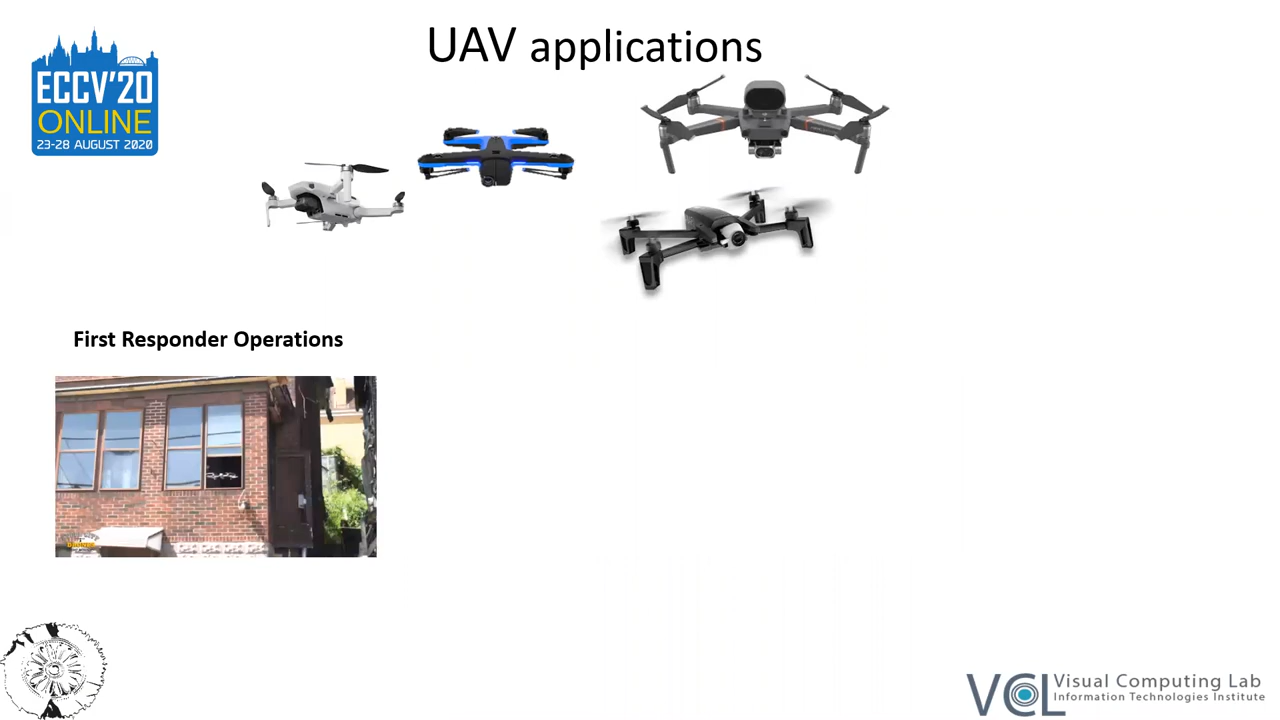 UAV applications
ECCV'20
ONLINE
23-28 AUGUST 2020
First Responder Operations
VCL Visual Computing Lab
Information Technologies Institute